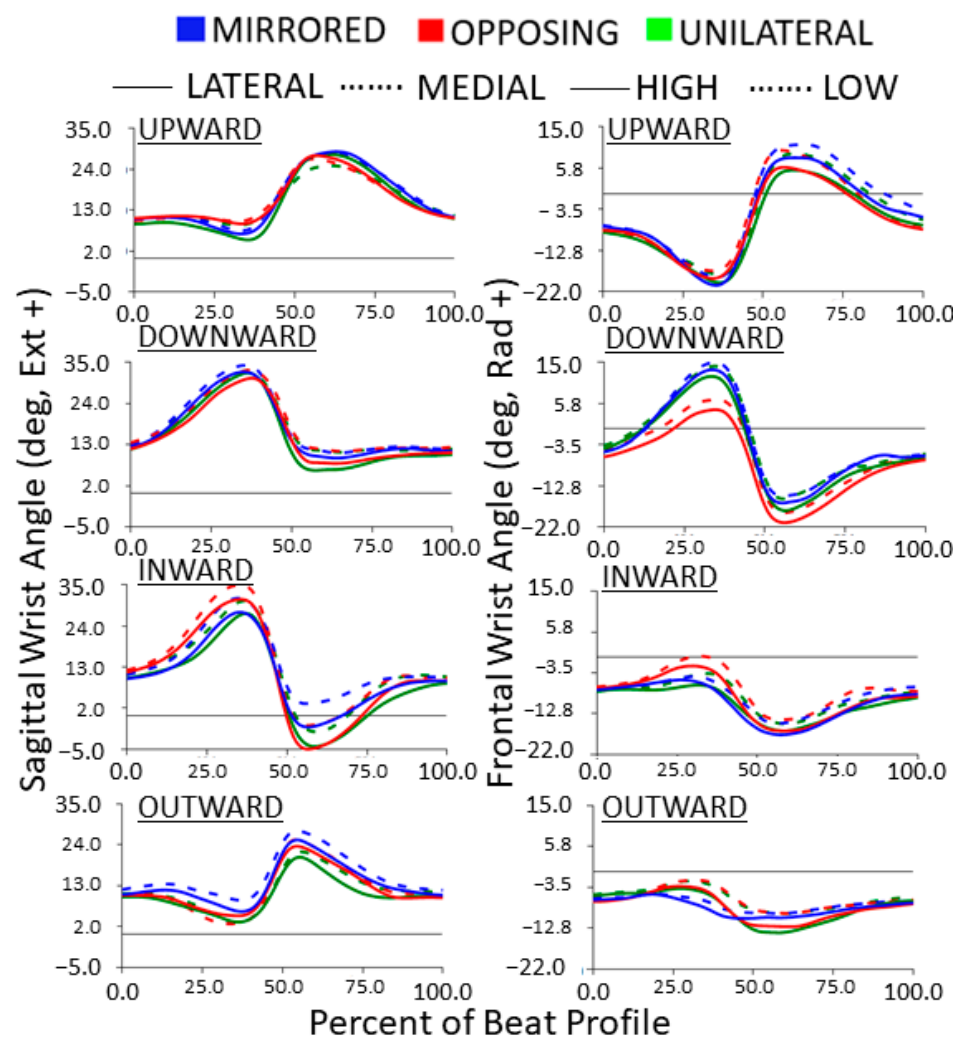 MIRRORED OPPOSING UNILATERAL
LATERAL MEDIAL HIGH LOW
Sagittal Wrist Angle (deg, Ext +)
UPWARD
35.0
24.0
13.0
2.0
−5.0
0.0 25.0 50.0 75.0 100.0
DOWNWARD
35.0
24.0
13.0
2.0
−5.0
0.0 25.0 50.0 75.0 100.0
INWARD
35.0
24.0
13.0
2.0
−5.0
0.0 50.0 75.0 100.0
OUTWARD
35.0
24.0
13.0
2.0
−5.0
0.0 25.0 50.0 75.0 100.0
Frontal Wrist Angle (deg, Rad +)
UPWARD
15.0
5.8
−3.5
−12.8
−22.0
0.0 25.0 50.0 75.0 100.0
DOWNWARD
15.0
5.8
−3.5
−12.8
−22.0
0.0 25.0 50.0 75.0 100.0
INWARD
15.0
5.8
−3.5
−12.8
−22.0
0.0 50.0 75.0 100.0
OUTWARD
15.0
5.8
−3.5
−12.8
−22.0
0.0 25.0 50.0 75.0 100.0
Percent of Beat Profile